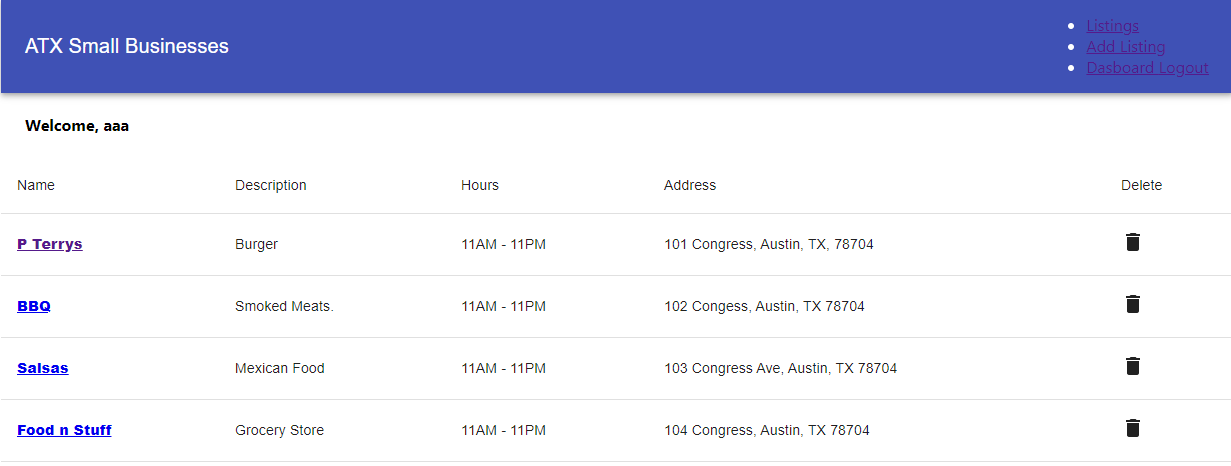 ATX Small Businesses
Listings
Add Listing
Dasboard Logout
Welcome, aaa
Name Description Hours Address Delete
P Terrys Burger 11AM - 11PM 101 Congress, Austin, TX, 78704
BBQ Smoked Meats. 11AM - 11PM 102 Congess, Austin, TX 78704
Salsas Mexican Food 11AM - 11PM 103 Congress Ave, Austin, TX 78704
Food n Stuff Grocery Store 11AM - 11PM 104 Congress, Austin, TX 78704